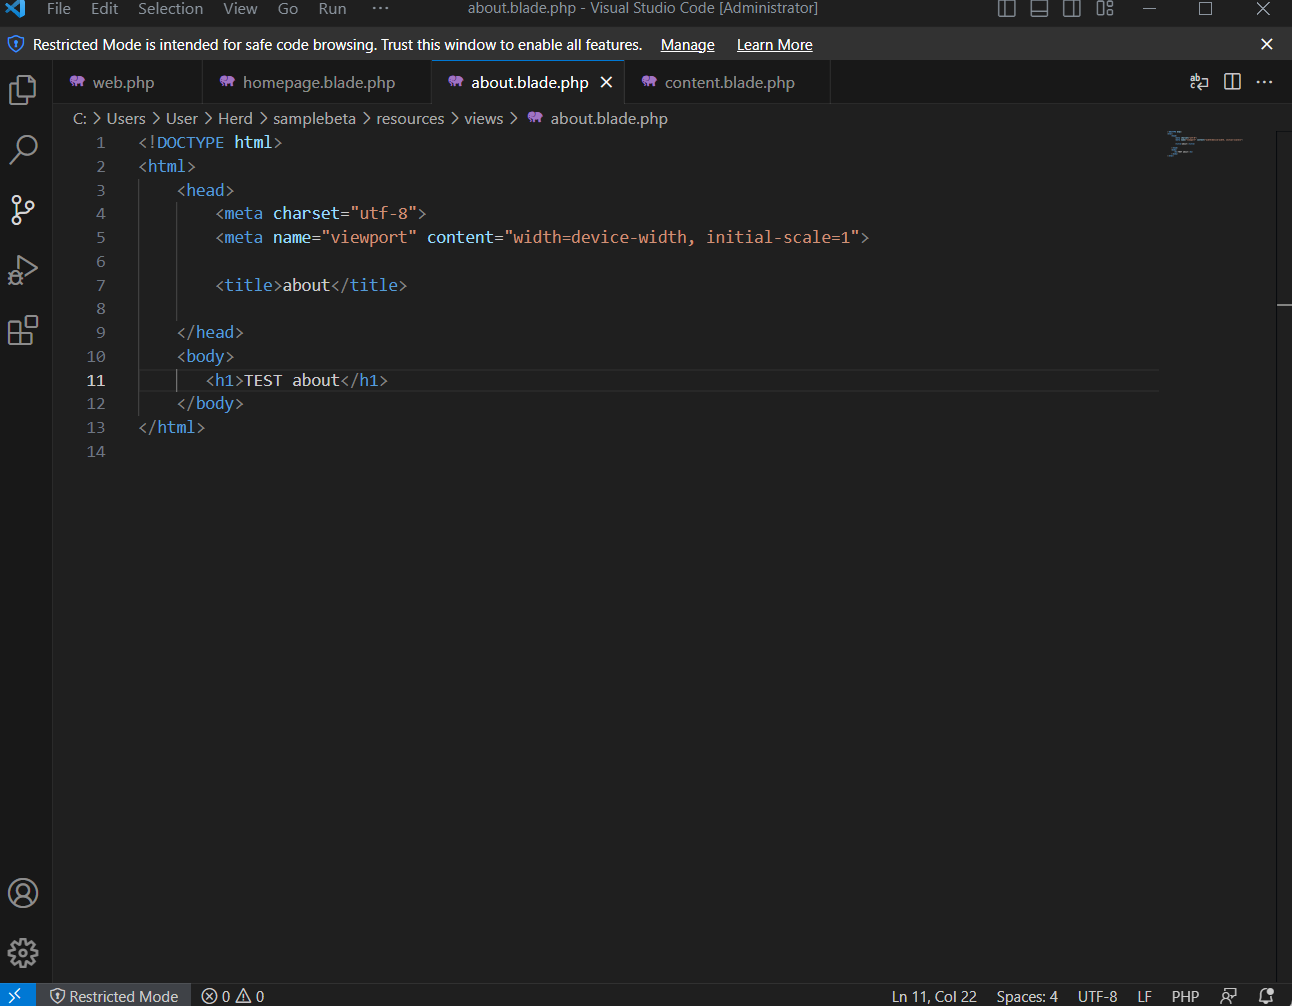 File Edit Selection View Go Run ··· about.blade.php - Visual Studio Code [Administrator]
Restricted Mode is intended for safe code browsing. Trust this window to enable all features. Manage Learn More
web.php homepage.blade.php about.blade.php content.blade.php
C: > Users > User > Herd > samplebeta > resources > views > about.blade.php
1 <!DOCTYPE html>
2 <html>
3 <head>
4 <meta charset="utf-8">
5 <meta name="viewport" content="width=device-width, initial-scale=1">
6
7 <title>about</title>
8
9 </head>
10 <body>
11 <h1>TEST about</h1>
12 </body>
13 </html>
14
Restricted Mode 0 0 Ln 11, Col 22 Spaces: 4 UTF-8 LF PHP